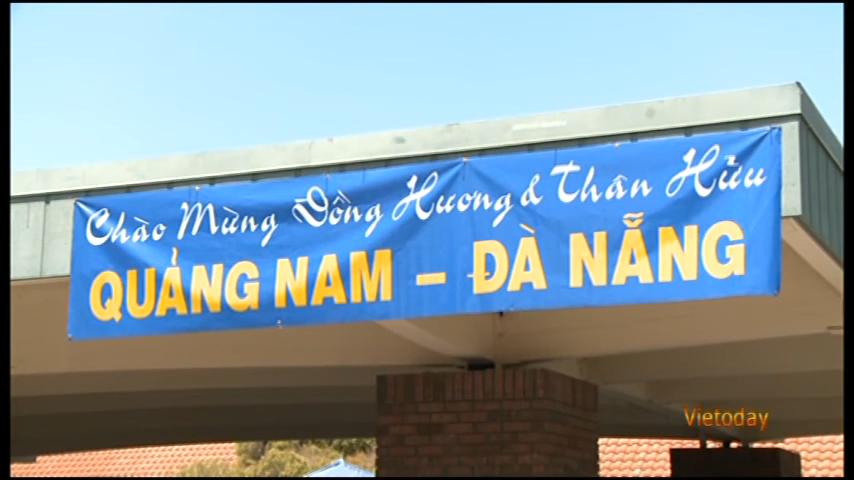 Chào Mừng Đồng Hương & Thân Hữu
QUẢNG NAM – ĐÀ NẴNG
Vietoday